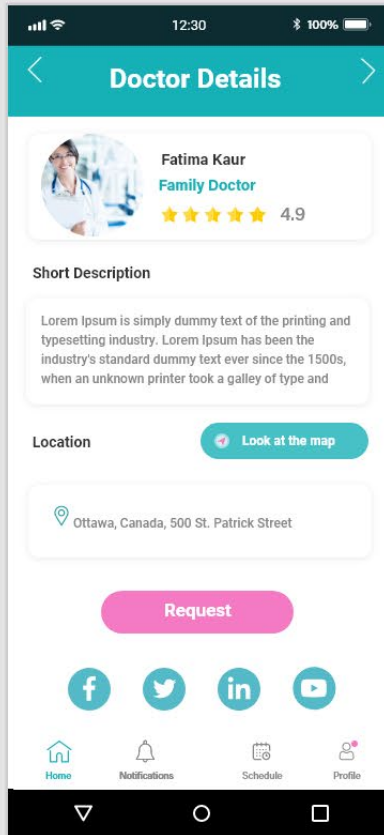 12:30
100%
Doctor Details
Fatima Kaur
Family Doctor
4.9
Short Description
Lorem Ipsum is simply dummy text of the printing and
typesetting industry. Lorem Ipsum has been the
industry's standard dummy text ever since the 1500s,
when an unknown printer took a galley of type and
Location
Look at the map
Ottawa, Canada, 500 St. Patrick Street
Request
f
in
Home
Notifications
Schedule
Profile